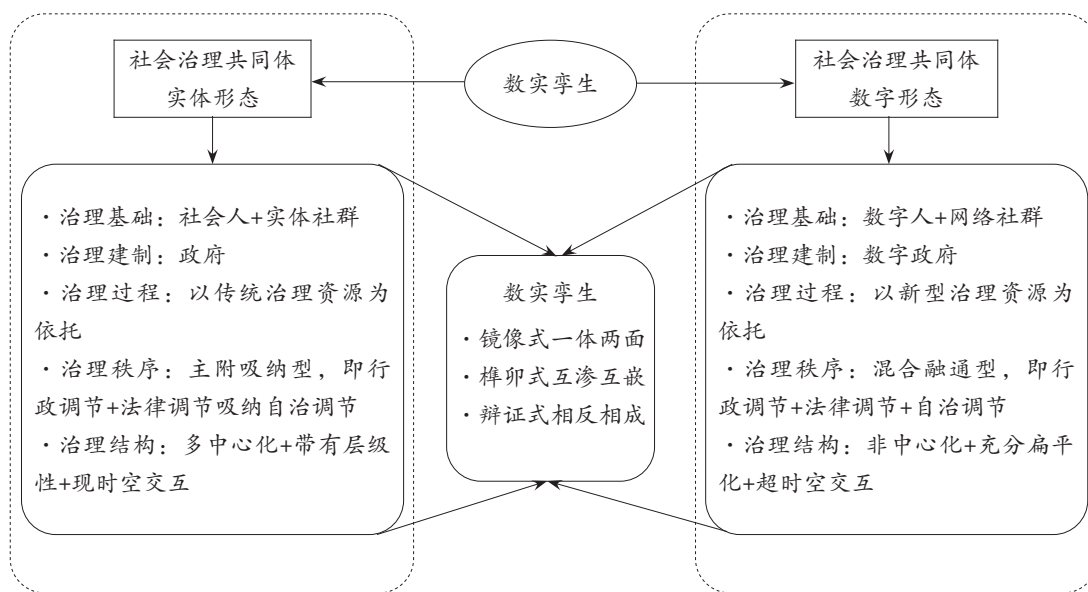 社会治理共同体
实体形态
数实孪生
社会治理共同体
数字形态
·治理基础：社会人+实体社群
·治理建制：政府
·治理过程：以传统治理资源为
依托
·治理秩序：主附吸纳型，即行
政调节+法律调节吸纳自治调节
·治理结构：多中心化+带有层级
性+现时空交互
数实孪生
·镜像式一体两面
·榫卯式互渗互嵌
·辩证式相反相成
·治理基础：数字人+网络社群
·治理建制：数字政府
·治理过程：以新型治理资源为
依托
·治理秩序：混合融通型，即行
政调节+法律调节+自治调节
·治理结构：非中心化+充分扁平
化+超时空交互